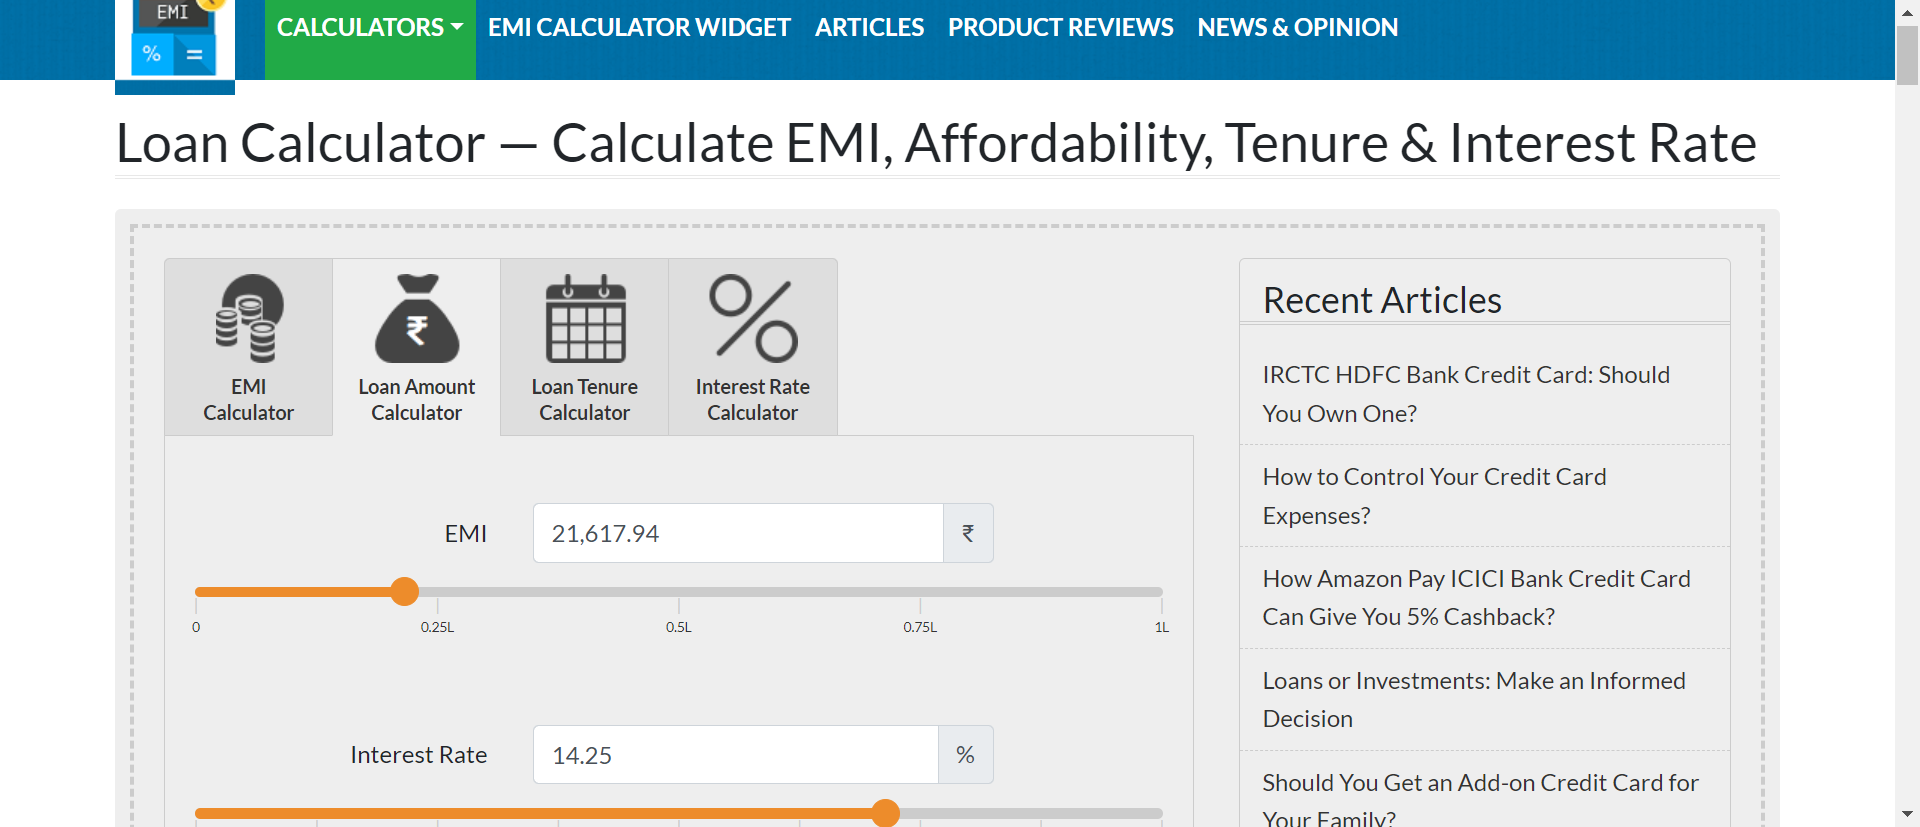 EMI
% =
CALCULATORS EMI CALCULATOR WIDGET ARTICLES PRODUCT REVIEWS NEWS & OPINION
Loan Calculator — Calculate EMI, Affordability, Tenure & Interest Rate
EMI
Calculator
₹
Loan Amount
Calculator
Loan Tenure
Calculator
Interest Rate
Calculator
EMI 21,617.94 ₹
0 0.25L 0.5L 0.75L 1L
Interest Rate 14.25 %
Recent Articles
IRCTC HDFC Bank Credit Card: Should
You Own One?
How to Control Your Credit Card
Expenses?
How Amazon Pay ICICI Bank Credit Card
Can Give You 5% Cashback?
Loans or Investments: Make an Informed
Decision
Should You Get an Add-on Credit Card for
Your Family?